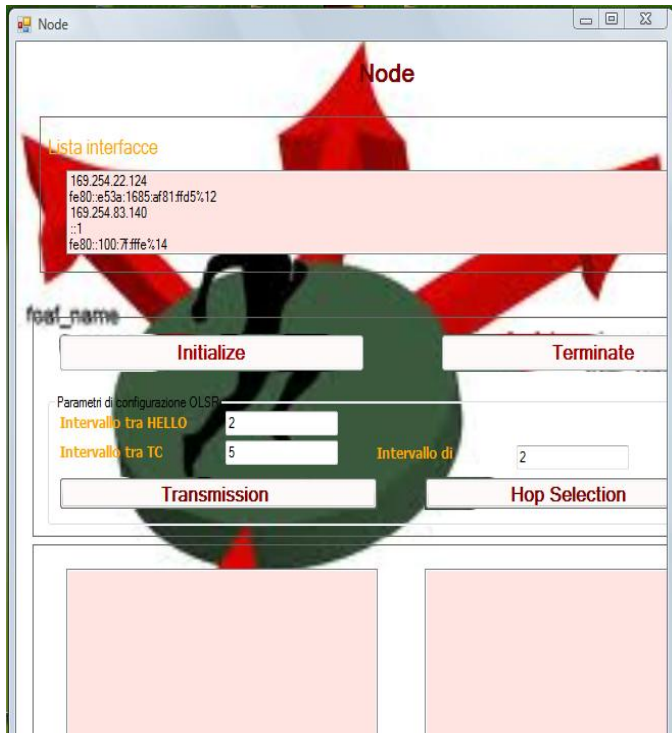 Node
Node
Lista interfacce
169.254.22.124
fe80::e53a:1685:af81:ffd5%12
169.254.83.140
::1
fe80::100:7f:fffe%14
foaf_name
Initialize
Terminate
Parametri di configurazione OLSR
Intervallo tra HELLO
2
Intervallo tra TC
5
Intervallo di
2
Transmission
Hop Selection